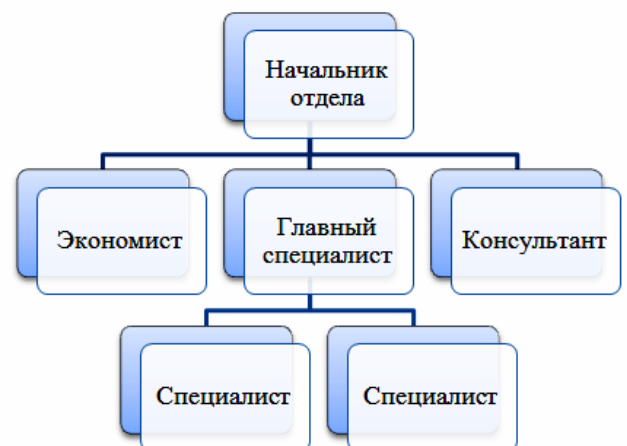 Начальник
отдела
Экономист
Главный
специалист
Консультант
Специалист
Специалист